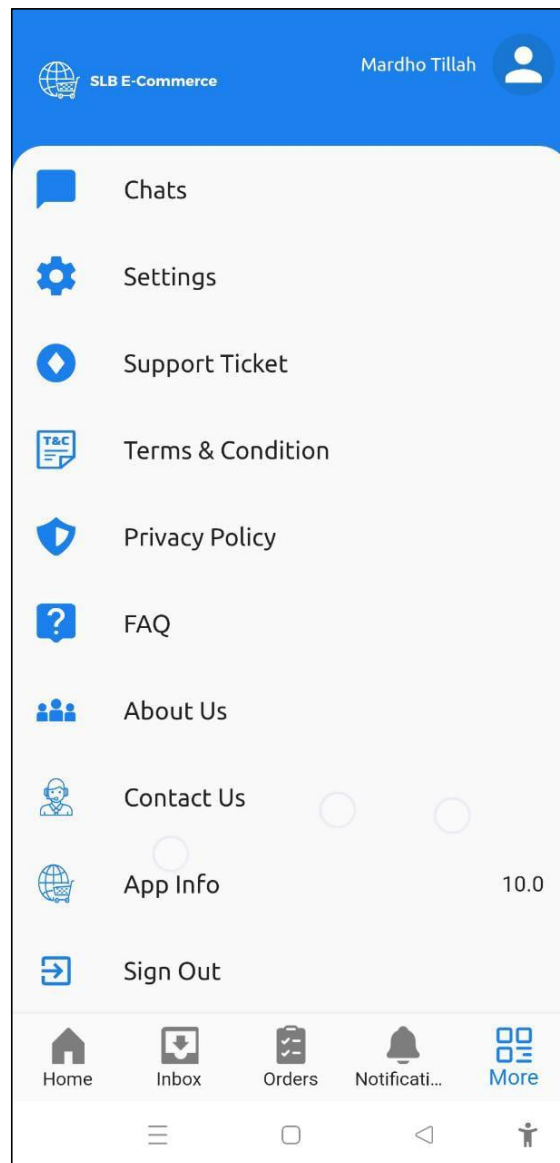 SLB E-Commerce
Mardho Tillah
Chats
Settings
Support Ticket
T&C
Terms & Condition
Privacy Policy
?
FAQ
About Us
Contact Us
App Info 10.0
Sign Out
Home Inbox Orders Notificati... More